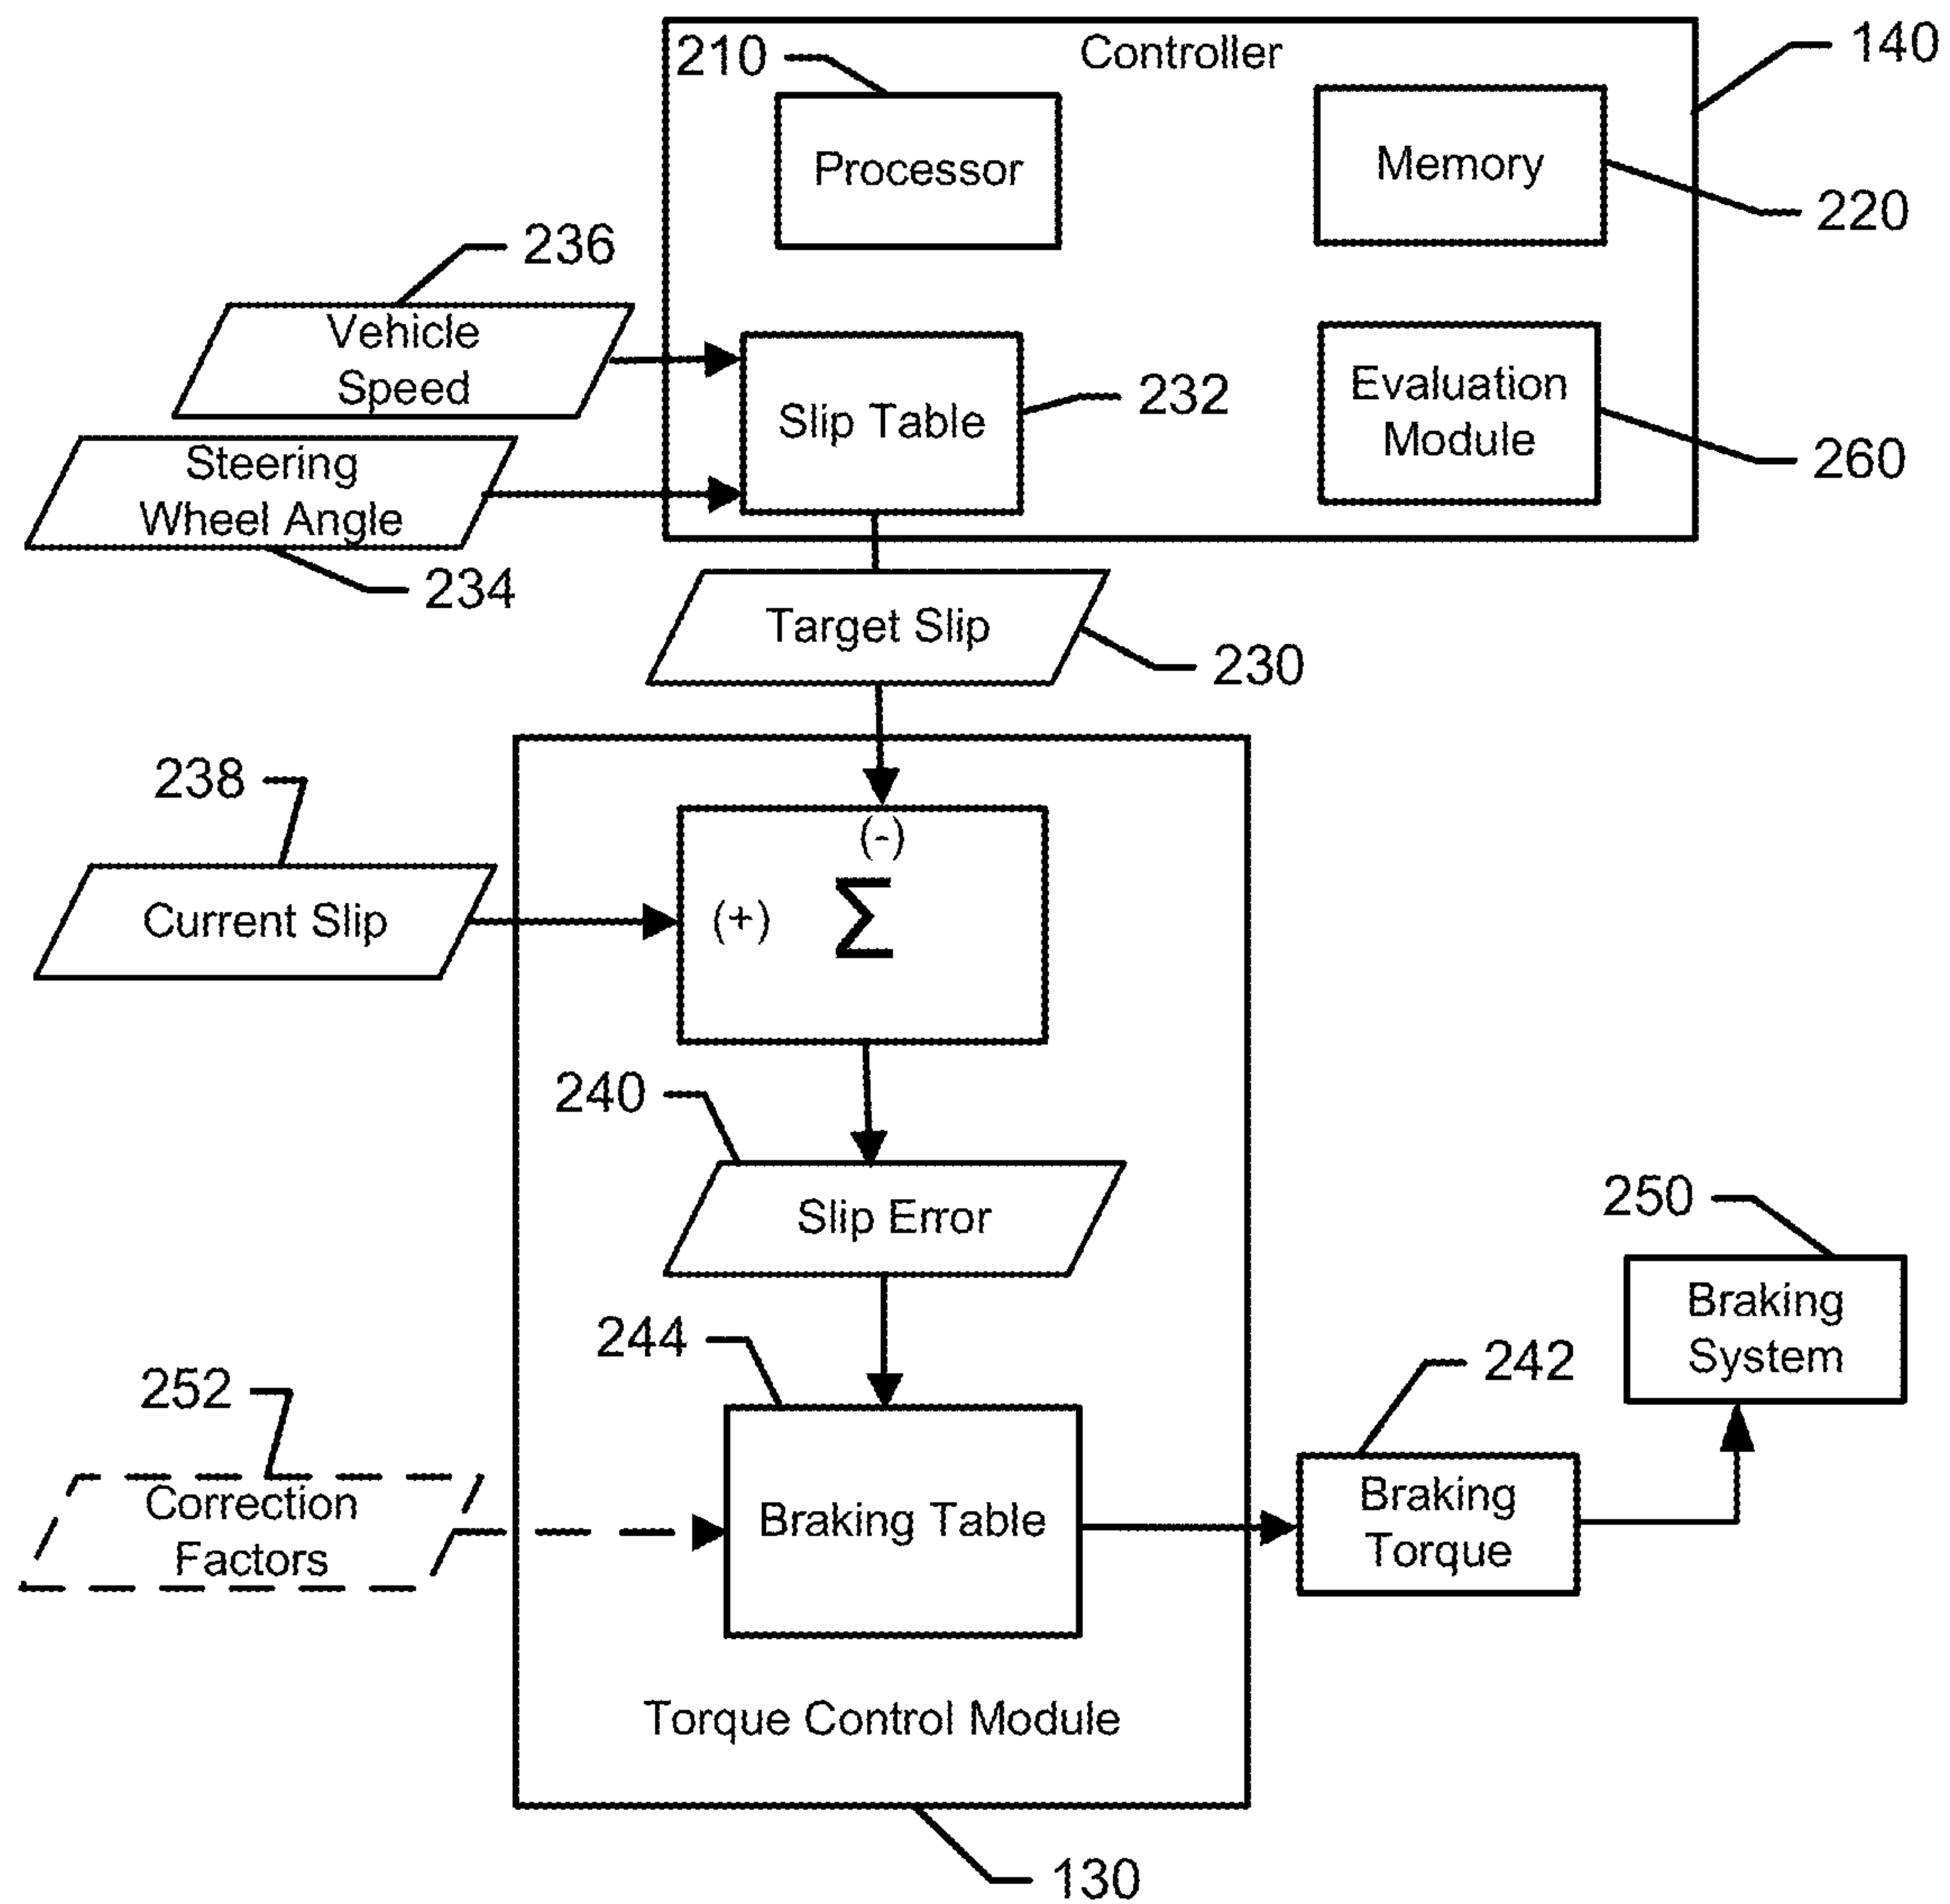 Controller
140
210
Processor
Memory
220
236
Vehicle
Speed
Slip Table
232
Evaluation
Module
260
Steering
Wheel Angle
234
Target Slip
230
238
Current Slip
(-)
(+)
Σ
240
Slip Error
250
Braking
System
244
242
252
Correction
Factors
Braking Table
Braking
Torque
Torque Control Module
130